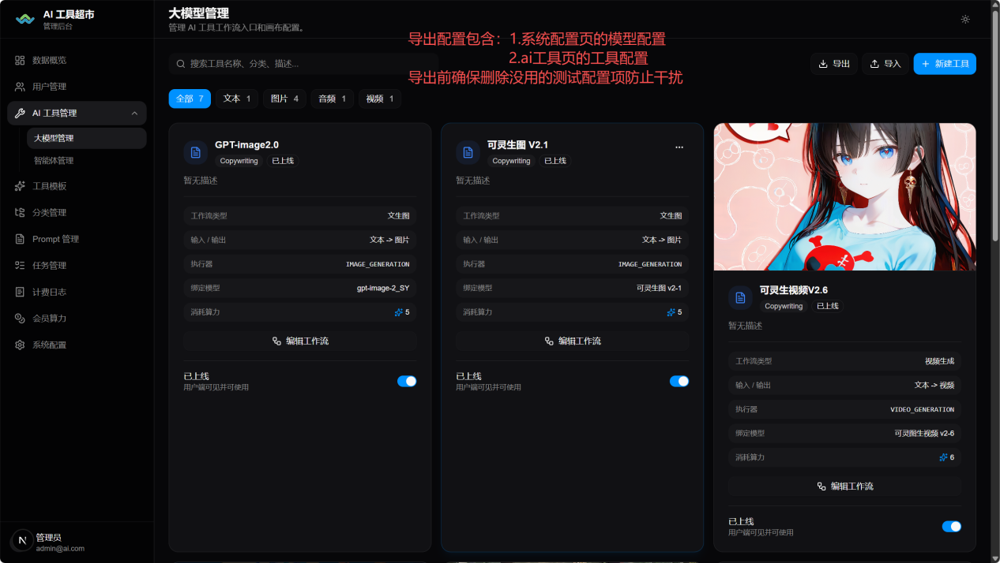 AI 工具超市
管理后台
数据概览
用户管理
AI 工具管理
大模型管理
智能体管理
工具模板
分类管理
Prompt 管理
任务管理
计费日志
会员算力
系统配置
N
管理员
admin@ai.com
大模型管理
管理 AI 工具工作流入口和画布配置。
导出配置包含：1.系统配置页的模型配置
2.ai工具页的工具配置
导出前确保删除没用的测试配置项防止干扰
搜索工具名称、分类、描述...
导出
导入
+ 新建工具
全部 7
文本 1
图片 4
音频 1
视频 1
GPT-image2.0
Copywriting 已上线
暂无描述
工作流类型 文生图
输入 / 输出 文本 -> 图片
执行器 IMAGE_GENERATION
绑定模型 gpt-image-2_SY
消耗算力 5
编辑工作流
已上线
用户端可见并可使用
可灵生图 V2.1
...
Copywriting 已上线
暂无描述
工作流类型 文生图
输入 / 输出 文本 -> 图片
执行器 IMAGE_GENERATION
绑定模型 可灵生图 v2-1
消耗算力 5
编辑工作流
已上线
用户端可见并可使用
可灵生视频V2.6
Copywriting 已上线
暂无描述
工作流类型 视频生成
输入 / 输出 文本 -> 视频
执行器 VIDEO_GENERATION
绑定模型 可灵图生视频 v2-6
消耗算力 6
编辑工作流
已上线
用户端可见并可使用